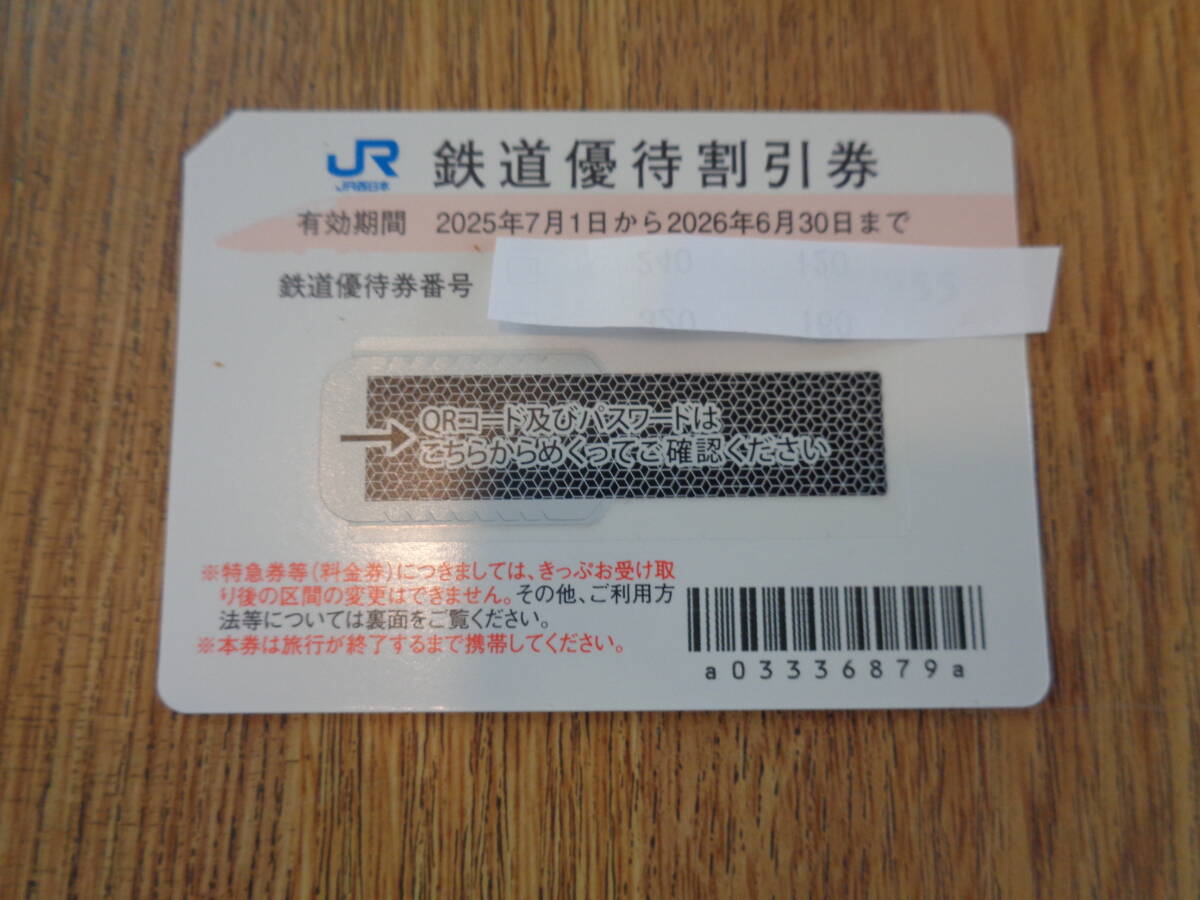 JR 鉄道優待割引券
JR西日本
有効期間 2025年7月1日から2026年6月30日まで
240 120
鉄道優待券番号
320 160
QRコード及びパスワードは
こちらからめくってご確認ください
※特急券等(料金券)につきましては、きっぷお受け取
り後の区間の変更はできません。その他、ご利用方
法等については裏面をご覧ください。
※本券は旅行が終了するまで携帯してください。
a033336879a